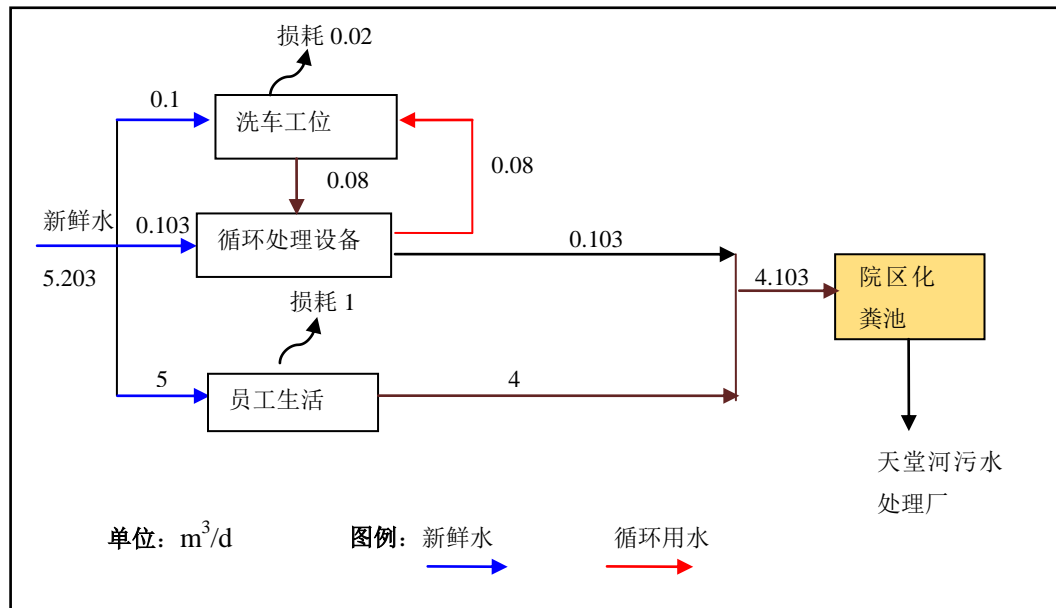 损耗 0.02
0.1
洗车工位
0.08
0.08
新鲜水
0.103
循环处理设备
0.103
5.203
损耗 1
4.103
院区化
粪池
5
员工生活
4
天堂河污水
处理厂
单位：m³/d
图例：新鲜水
循环用水